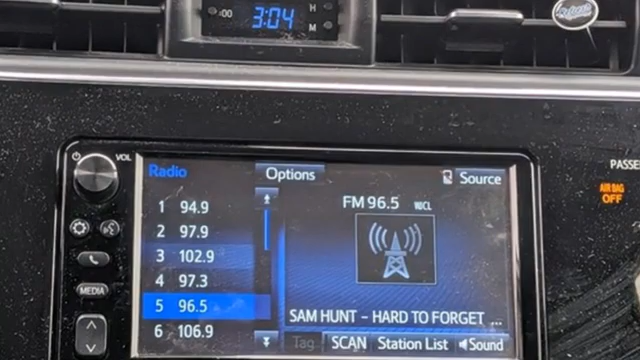 :00
3:04
H
M
VOL
PASSE
AIR BAG
OFF
Radio
Options
Source
1 94.9
2 97.9
3 102.9
4 97.3
5 96.5
6 106.9
FM 96.5
SAM HUNT - HARD TO FORGET ...
Tag
SCAN
Station List
Sound
MEDIA